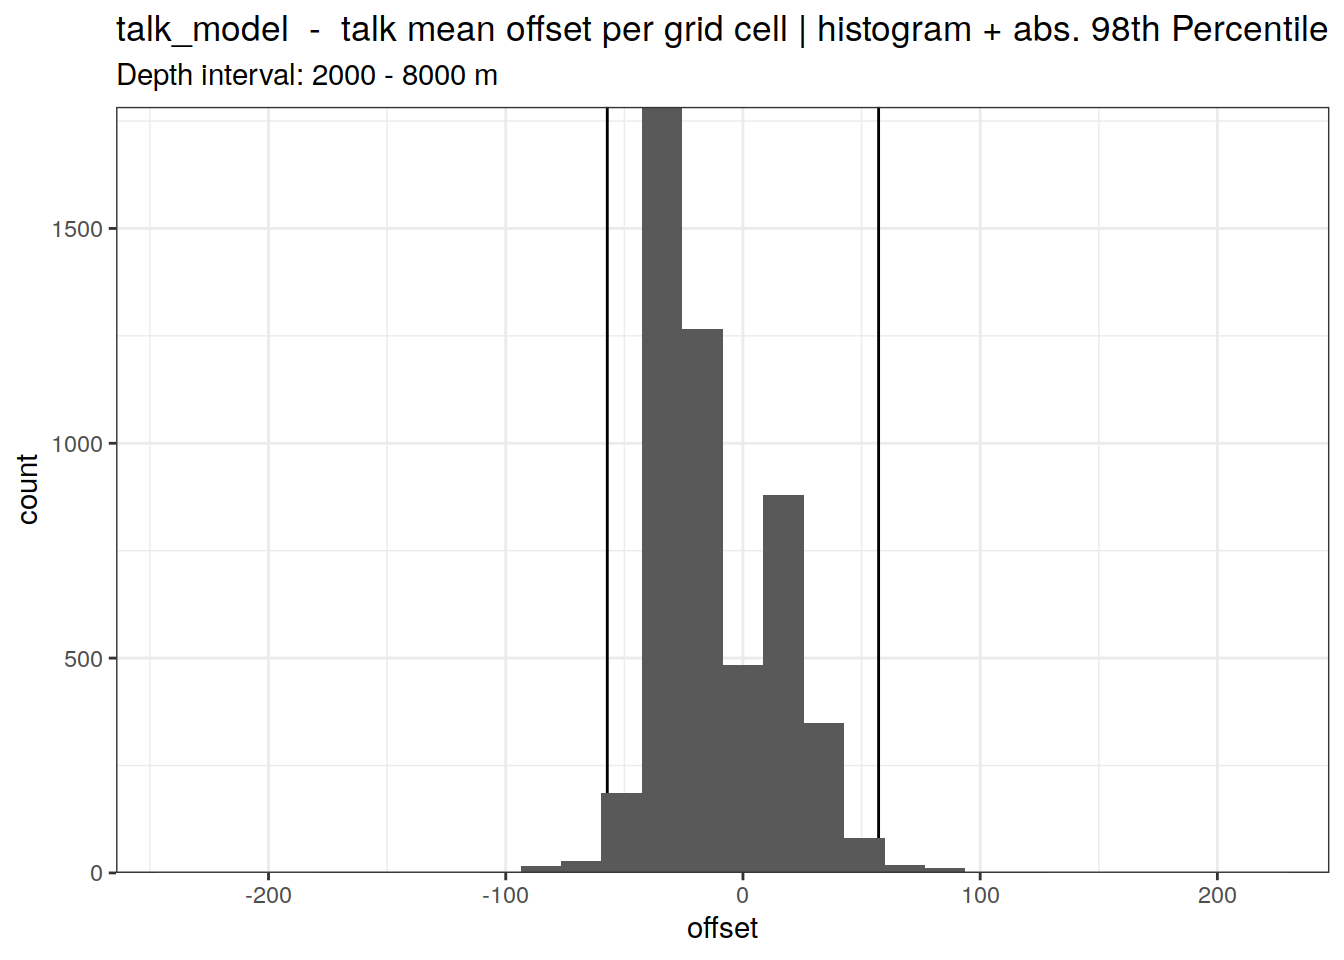 talk_model  -  talk mean offset per grid cell | histogram + abs. 98th Percentile
Depth interval: 2000 - 8000 m
1500
1000
500
0
count
-200
-100
0
100
200
offset